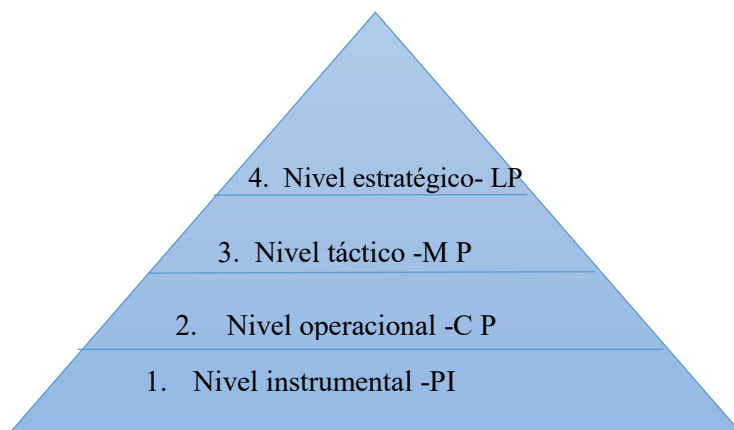 4. Nivel estratégico- LP
3. Nivel táctico -M P
2. Nivel operacional -C P
1. Nivel instrumental -PI